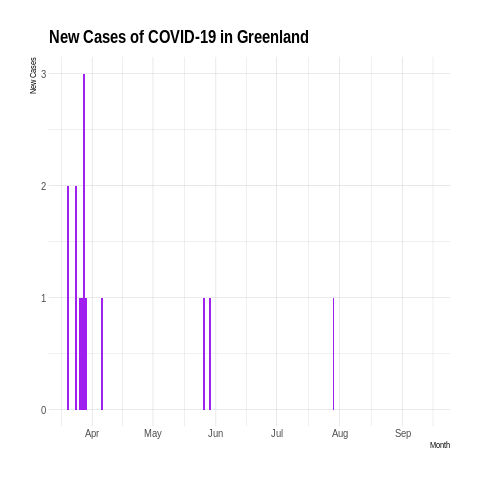 New Cases of COVID-19 in Greenland
New Cases
3
2
1
0
Apr May Jun Jul Aug Sep
Month